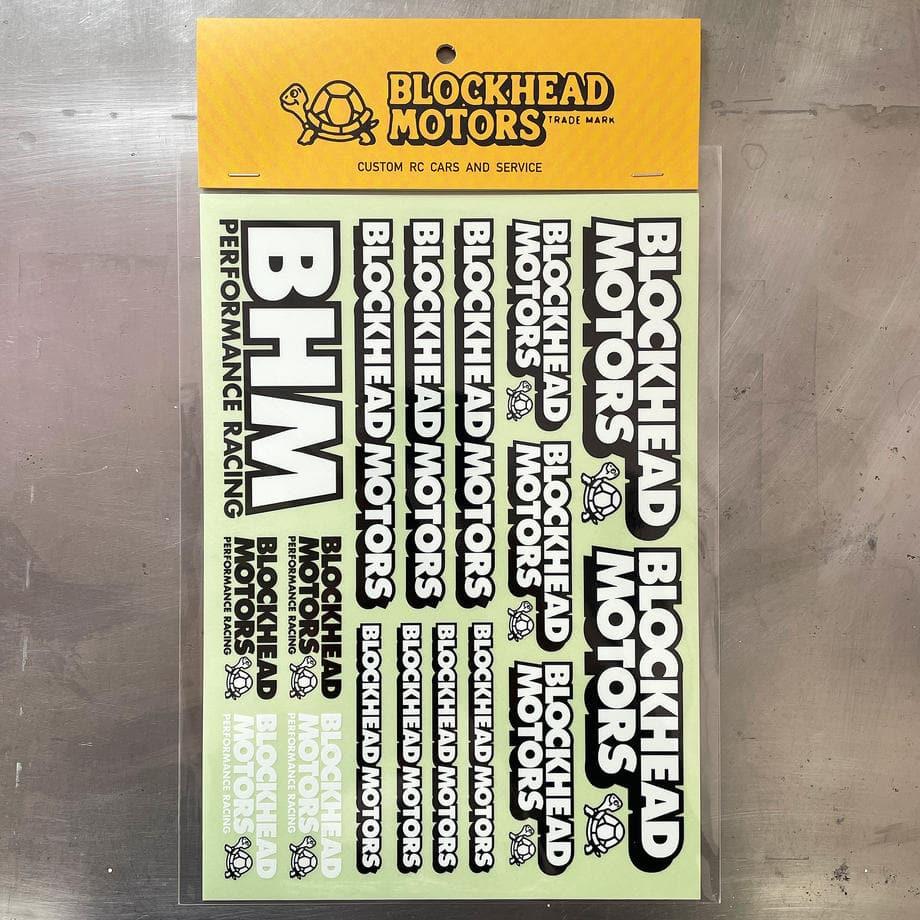 BLOCKHEAD
MOTORS TRADE MARK
CUSTOM RC CARS AND SERVICE
BLOCKHEAD
MOTORS
BLOCKHEAD
MOTORS
BLOCKHEAD
MOTORS
BLOCKHEAD
MOTORS
BLOCKHEAD
MOTORS
BLOCKHEAD MOTORS
BLOCKHEAD MOTORS
BLOCKHEAD MOTORS
BLOCKHEAD MOTORS
BLOCKHEAD MOTORS
BLOCKHEAD MOTORS
BLOCKHEAD MOTORS
BHM
PERFORMANCE RACING
BLOCKHEAD
MOTORS
PERFORMANCE RACING
BLOCKHEAD
MOTORS
PERFORMANCE RACING
BLOCKHEAD
MOTORS
PERFORMANCE RACING
BLOCKHEAD
MOTORS
PERFORMANCE RACING